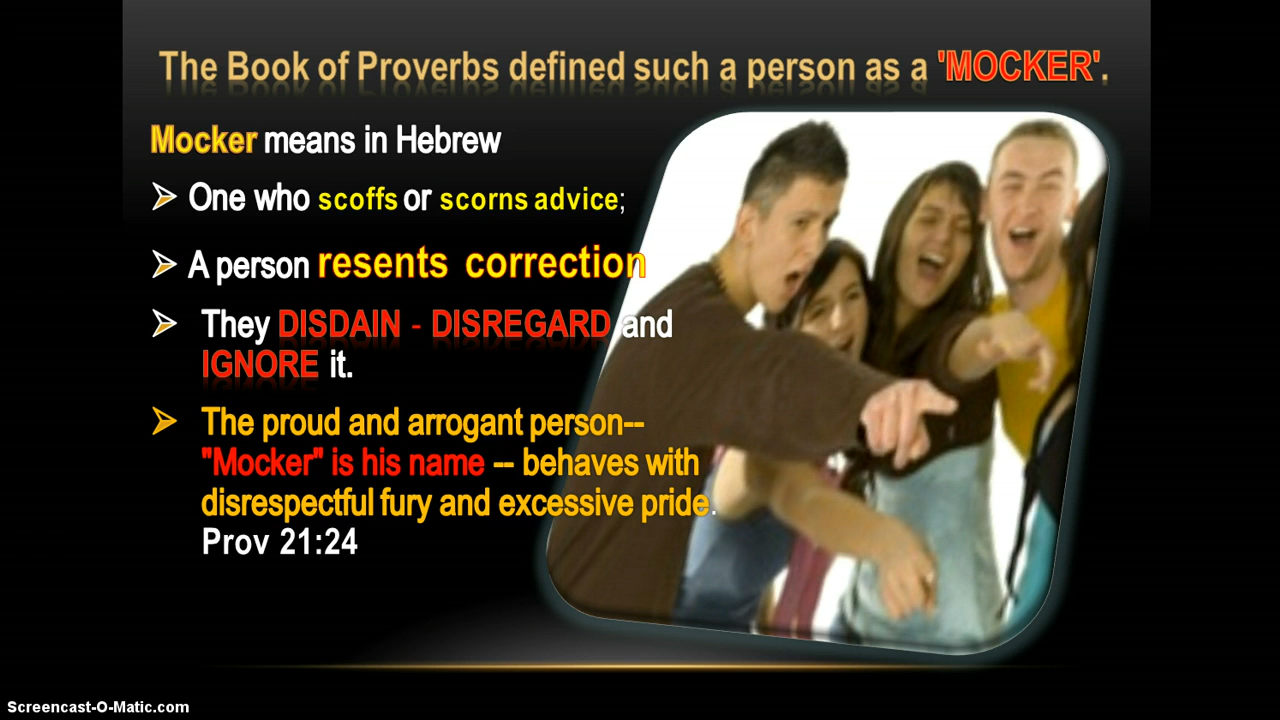 The Book of Proverbs defined such a person as a 'MOCKER'.
Mocker means in Hebrew
One who scoffs or scorns advice;
A person resents correction
They DISDAIN - DISREGARD and
IGNORE it.
The proud and arrogant person--
"Mocker" is his name -- behaves with
disrespectful fury and excessive pride.
Prov 21:24
Screencast-O-Matic.com